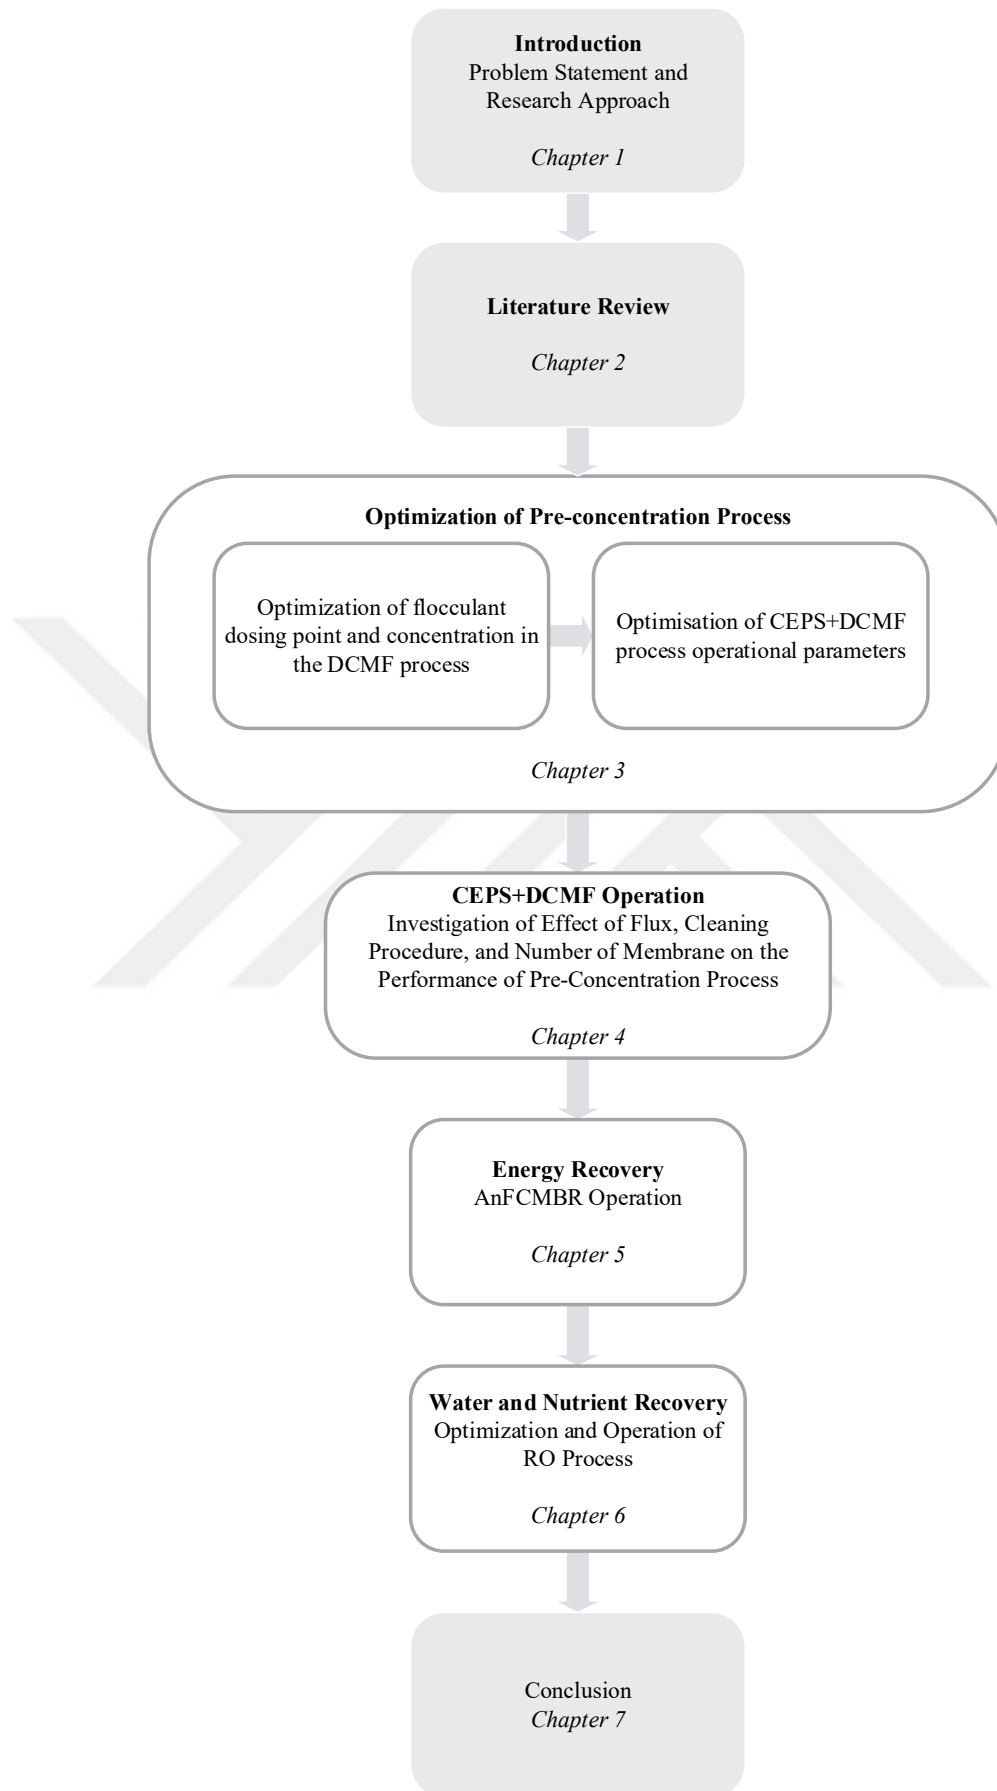 Introduction
Problem Statement and
Research Approach
Chapter 1
Literature Review
Chapter 2
Optimization of Pre-concentration Process
Optimization of flocculant
dosing point and concentration in
the DCMF process
Optimisation of CEPS+DCMF
process operational parameters
Chapter 3
CEPS+DCMF Operation
Investigation of Effect of Flux, Cleaning
Procedure, and Number of Membrane on the
Performance of Pre-Concentration Process
Chapter 4
Energy Recovery
AnFCMBR Operation
Chapter 5
Water and Nutrient Recovery
Optimization and Operation of
RO Process
Chapter 6
Conclusion
Chapter 7